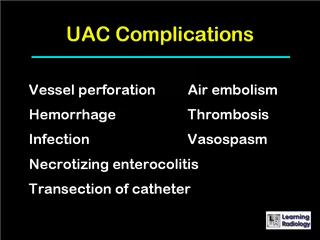 UAC Complications
Vessel perforation Air embolism
Hemorrhage Thrombosis
Infection Vasospasm
Necrotizing enterocolitis
Transection of catheter
Learning
Radiology